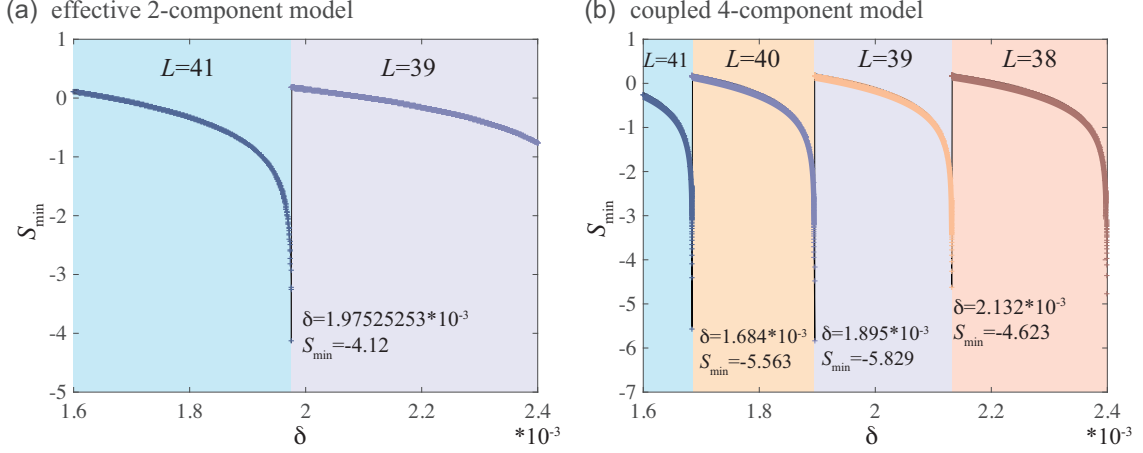 (a) effective 2-component model
1
0
-1
-2
-3
-4
-5
S_min
L=41
L=39
δ=1.97525253*10⁻³
S_min=-4.12
1.6
1.8
2
2.2
2.4
δ
*10⁻³
(b) coupled 4-component model
1
0
-1
-2
-3
-4
-5
-6
-7
S_min
L=41
L=40
L=39
L=38
δ=1.684*10⁻³
S_min=-5.563
δ=1.895*10⁻³
S_min=-5.829
δ=2.132*10⁻³
S_min=-4.623
1.6
1.8
2
2.2
2.4
δ
*10⁻³